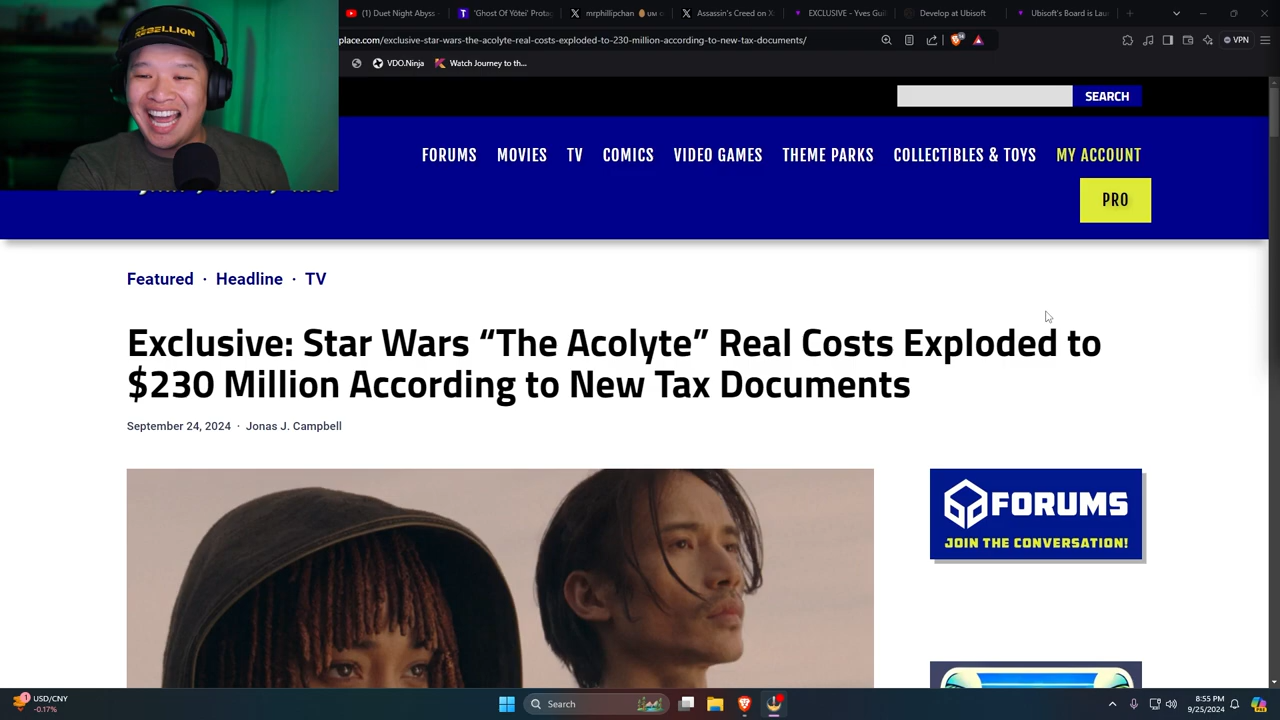 REBELLION
(1) Duet Night Abyss
'Ghost Of Yōtei' Protag
mrphillchan
Assassin's Creed on X
EXCLUSIVE - Yves Guil
Develop at Ubisoft
Ubisoft's Board is Lau
place.com/exclusive-star-wars-the-acolyte-real-costs-exploded-to-230-million-according-to-new-tax-documents/
VPN
VDO.Ninja
Watch Journey to th...
SEARCH
FORUMS MOVIES TV COMICS VIDEO GAMES THEME PARKS COLLECTIBLES & TOYS MY ACCOUNT
PRO
Featured · Headline · TV
Exclusive: Star Wars “The Acolyte” Real Costs Exploded to
$230 Million According to New Tax Documents
September 24, 2024 · Jonas J. Campbell
FORUMS
JOIN THE CONVERSATION!
USD/CNY
-0.17%
Search
8:55 PM
9/25/2024